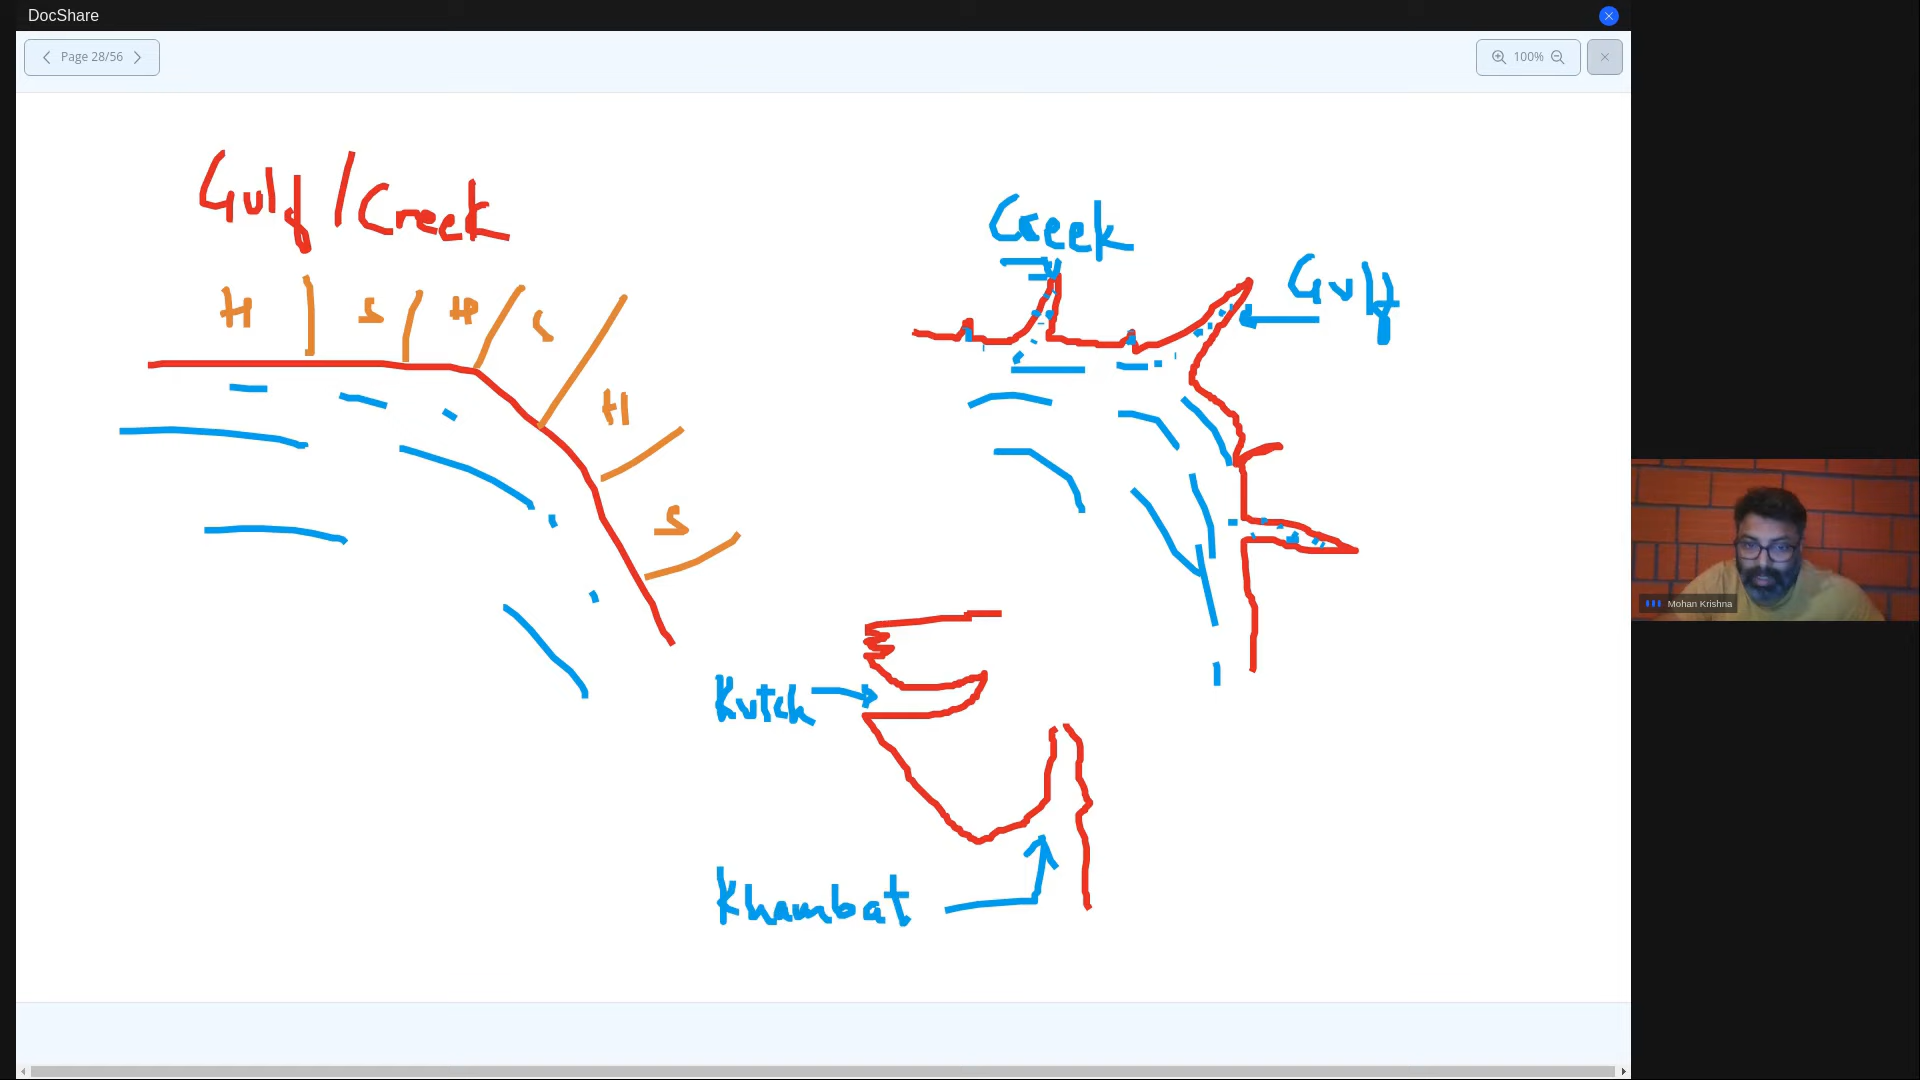 DocShare
Page 28/56
100%
Gulf/Creek
H S H S
H
S
Creek
Gulf
Kutch
Khambat
Mohan Krishna